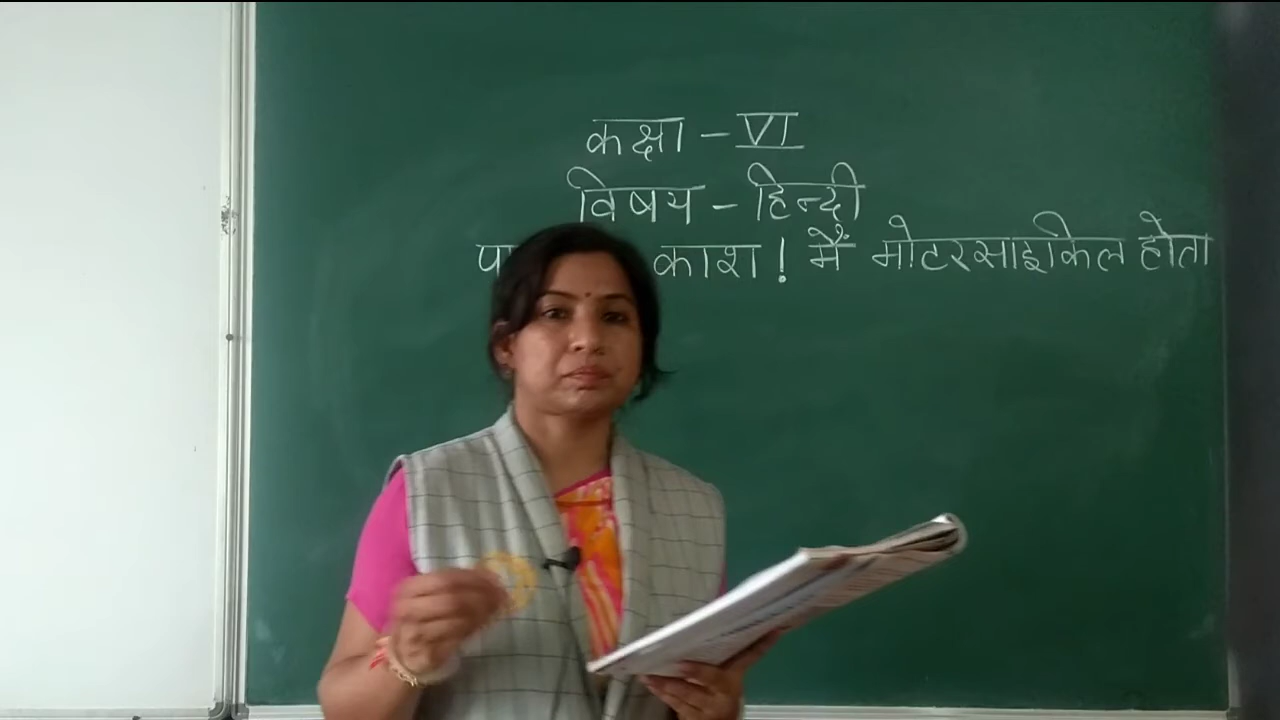 कक्षा - VI
विषय - हिन्दी
काश! मैं मोटरसाइकिल होता